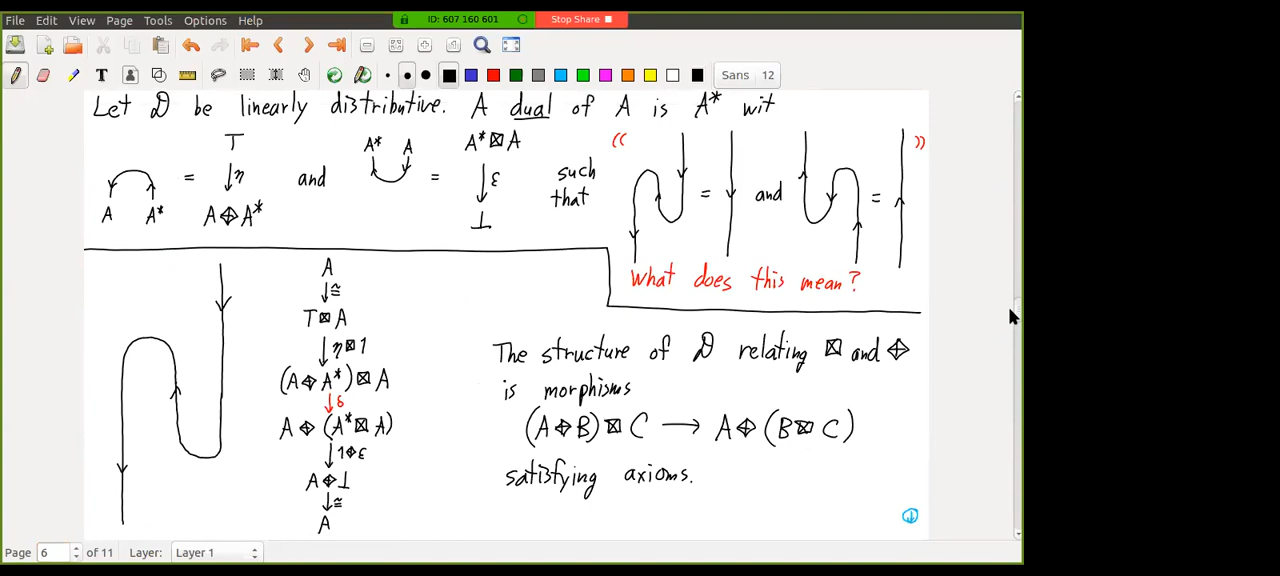 File Edit View Page Tools Options Help
ID: 607 160 601
Stop Share
Sans 12
Let D be linearly distributive. A dual of A is A* wit
⊤ A* A A* ⊠ A (( ))
= ↓η and = ↓ε such that = and =
A A* A ⟐ A* ⊥
What does this mean?
A
↓≅
⊤ ⊠ A
↓ η ⊠ 1
(A ⟐ A*) ⊠ A
↓ δ
A ⟐ (A* ⊠ A)
↓ 1 ⟐ ε
A ⟐ ⊥
↓≅
A
The structure of D relating ⊠ and ⟐
is morphisms
(A ⟐ B) ⊠ C ⟶ A ⟐ (B ⊠ C)
satisfying axioms.
Page 6 of 11 Layer: Layer 1